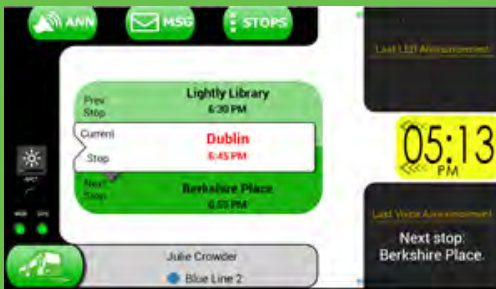 ANN
MSG
STOPS
Last LED Announcement
Prev
Stop
Lightly Library
6:30 PM
Current
Stop
Dublin
6:45 PM
Next
Stop
Berkshire Place
6:55 PM
05:13
PM
Last Voice Announcement
Next stop:
Berkshire Place.
Julie Crowder
Blue Line 2